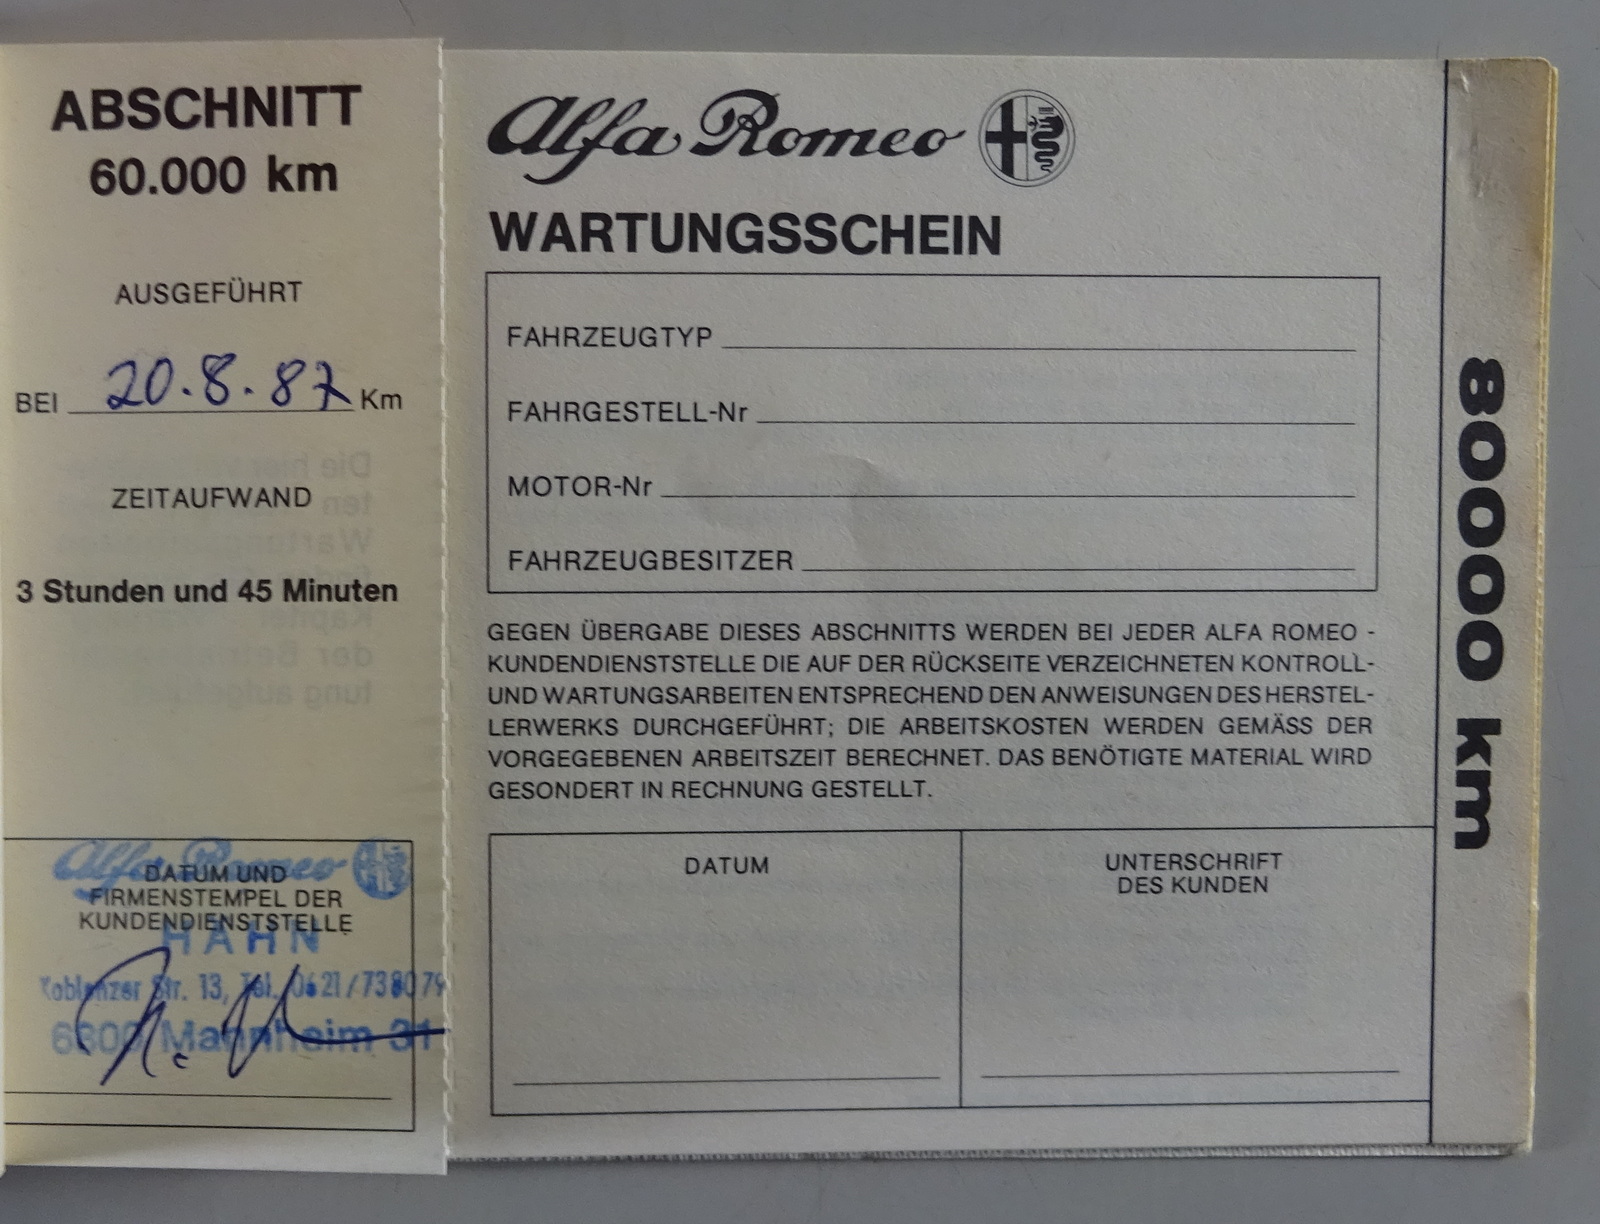 ABSCHNITT
60.000 km
AUSGEFÜHRT
BEI 20.8.87 Km
ZEITAUFWAND
3 Stunden und 45 Minuten
Alfa Romeo
DATUM UND
FIRMENSTEMPEL DER
KUNDENDIENSTSTELLE
HAHN
Koblenzer Str. 13, Tel. 0621/738079
6800 Mannheim 31
Alfa Romeo
WARTUNGSSCHEIN
FAHRZEUGTYP
FAHRGESTELL-Nr
MOTOR-Nr
FAHRZEUGBESITZER
GEGEN ÜBERGABE DIESES ABSCHNITTS WERDEN BEI JEDER ALFA ROMEO -
KUNDENDIENSTSTELLE DIE AUF DER RÜCKSEITE VERZEICHNETEN KONTROLL-
UND WARTUNGSARBEITEN ENTSPRECHEND DEN ANWEISUNGEN DES HERSTEL-
LERWERKS DURCHGEFÜHRT; DIE ARBEITSKOSTEN WERDEN GEMÄSS DER
VORGEGEBENEN ARBEITSZEIT BERECHNET. DAS BENÖTIGTE MATERIAL WIRD
GESONDERT IN RECHNUNG GESTELLT.
DATUM
UNTERSCHRIFT
DES KUNDEN
80000 km